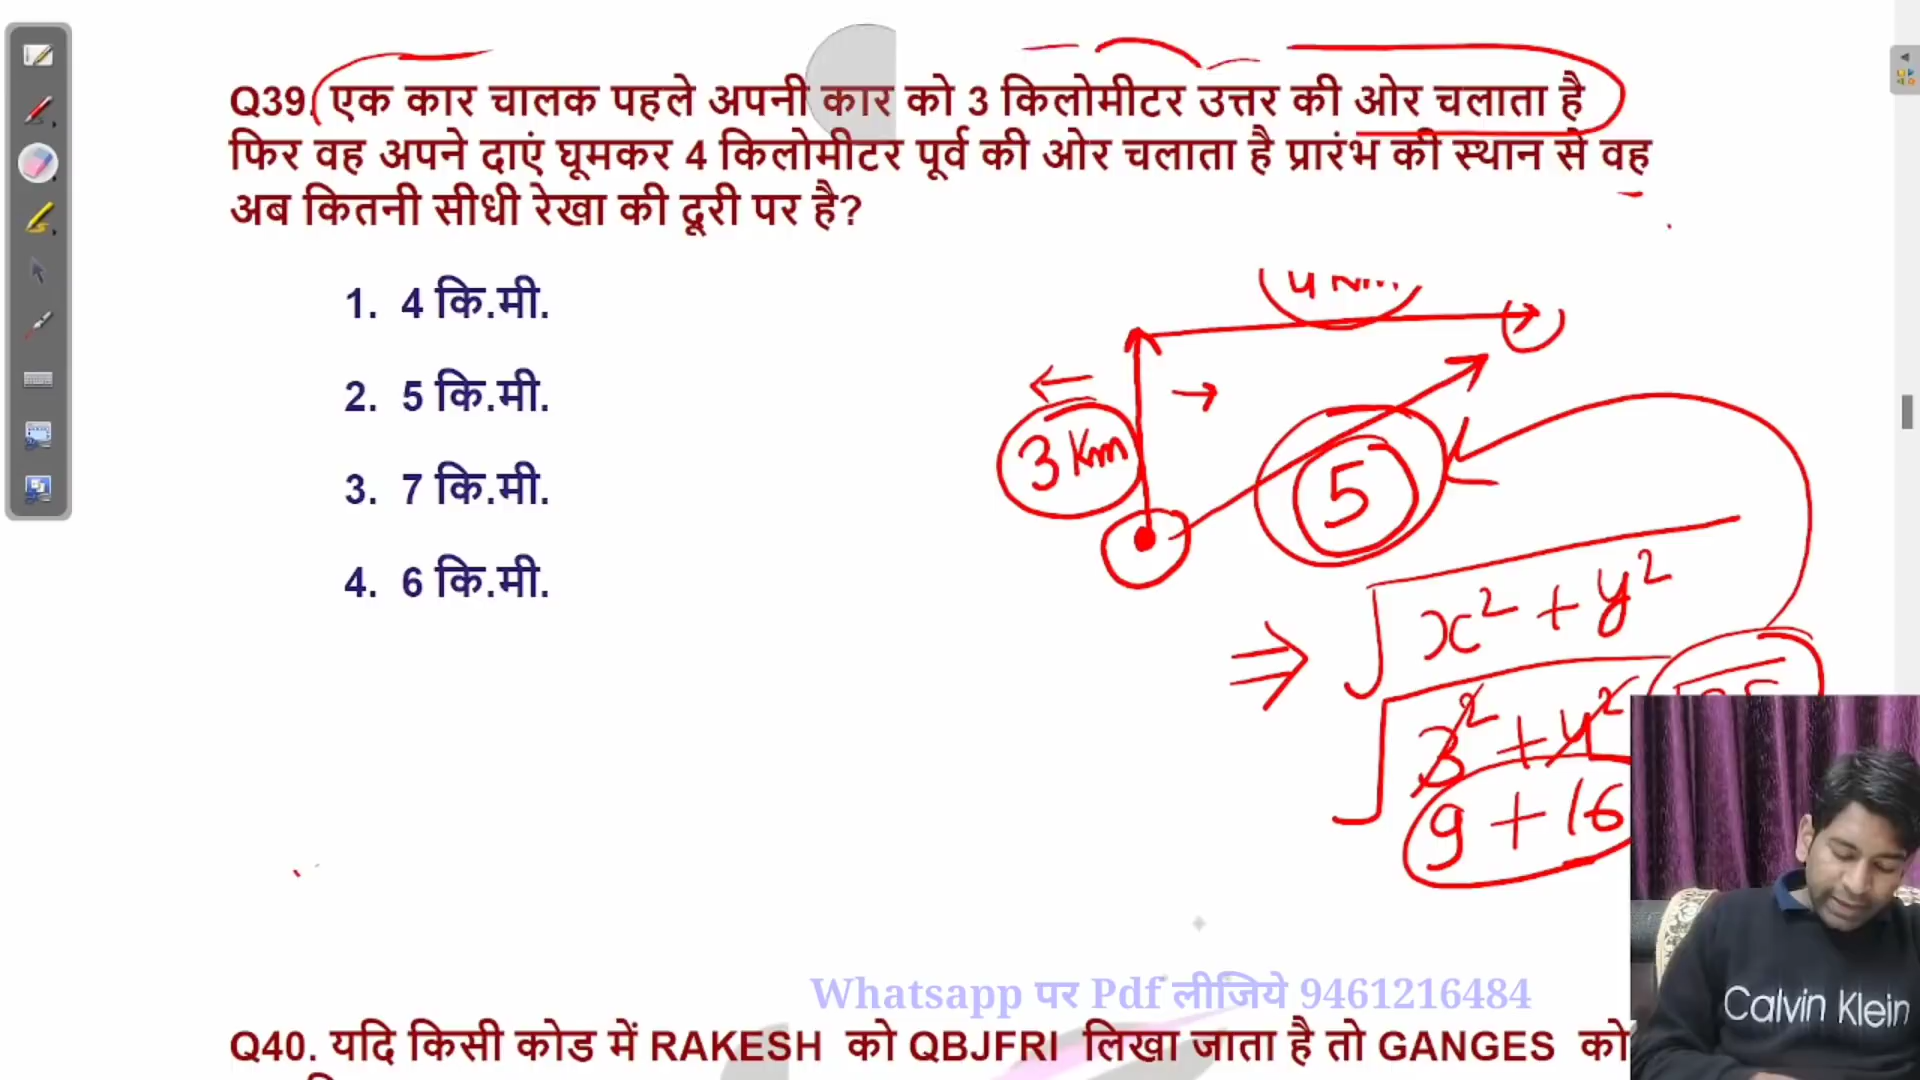 Q39. एक कार चालक पहले अपनी कार को 3 किलोमीटर उत्तर की ओर चलाता है
फिर वह अपने दाएं घूमकर 4 किलोमीटर पूर्व की ओर चलाता है प्रारंभ की स्थान से वह
अब कितनी सीधी रेखा की दूरी पर है?
1. 4 कि.मी.
2. 5 कि.मी.
3. 7 कि.मी.
4. 6 कि.मी.
3 Km
5
√x² + y²
√3² + 4²
9 + 16
Calvin Klein
Whatsapp पर Pdf लीजिये 9461216484
Q40. यदि किसी कोड में RAKESH को QBJFRI लिखा जाता है तो GANGES को